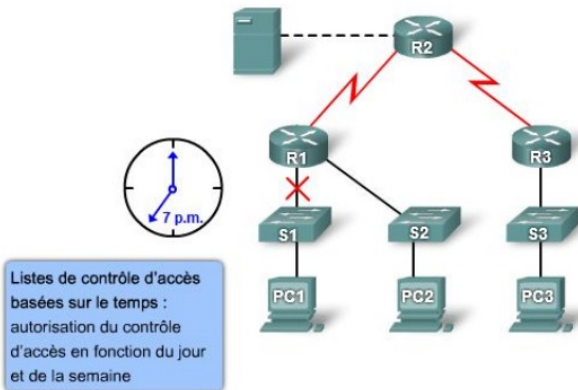 R2
R1
R3
7 p.m.
S1
S2
S3
PC1
PC2
PC3
Listes de contrôle d'accès
basées sur le temps :
autorisation du contrôle
d'accès en fonction du jour
et de la semaine